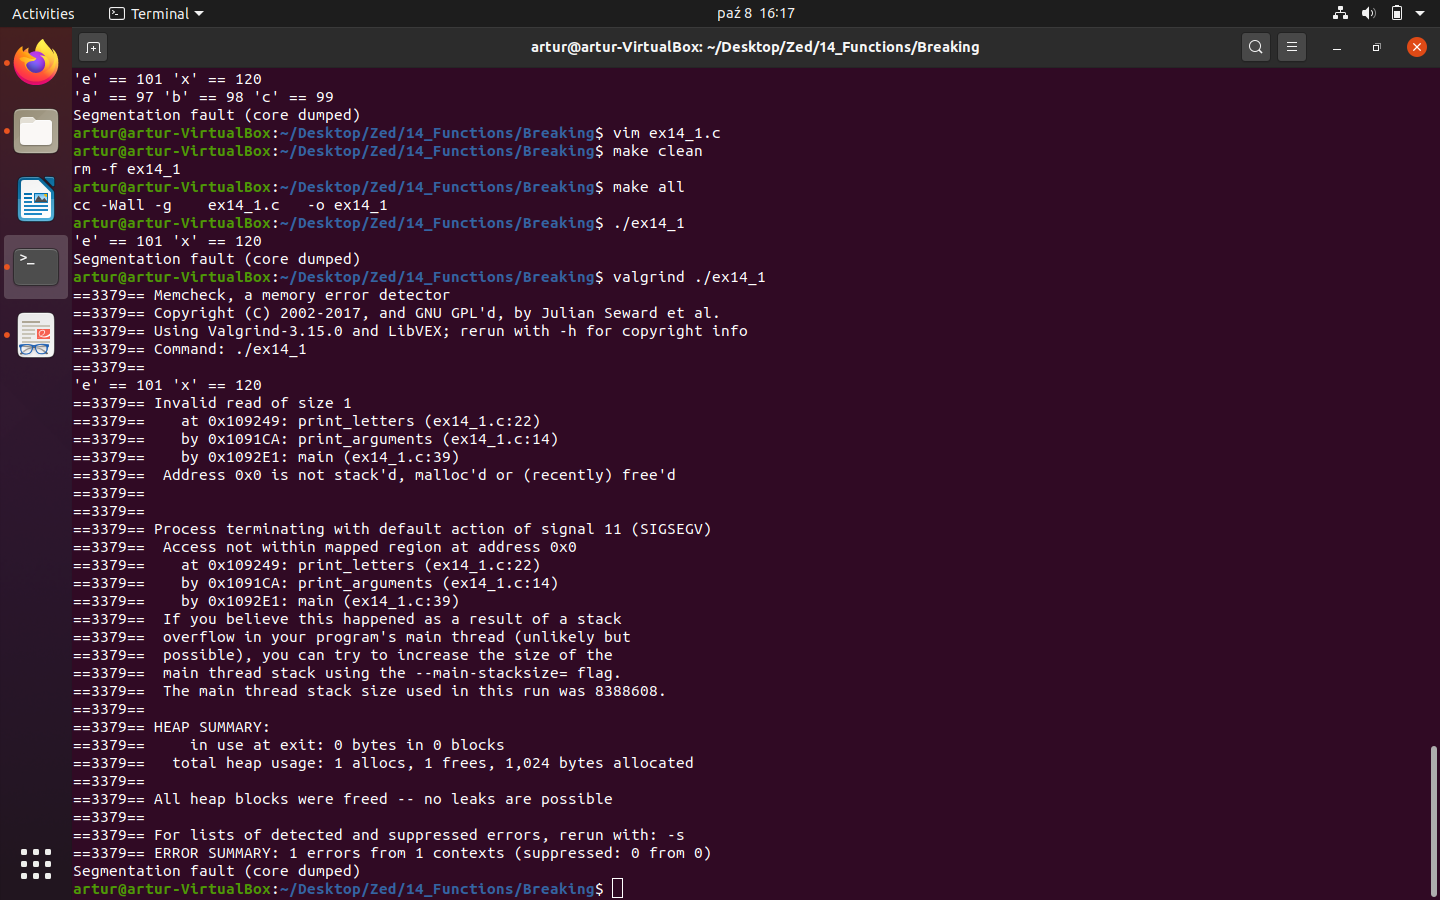 Activities
Terminal
paź 8 16:17
artur@artur-VirtualBox: ~/Desktop/Zed/14_Functions/Breaking
'e' == 101 'x' == 120
'a' == 97 'b' == 98 'c' == 99
Segmentation fault (core dumped)
artur@artur-VirtualBox:~/Desktop/Zed/14_Functions/Breaking$ vim ex14_1.c
artur@artur-VirtualBox:~/Desktop/Zed/14_Functions/Breaking$ make clean
rm -f ex14_1
artur@artur-VirtualBox:~/Desktop/Zed/14_Functions/Breaking$ make all
cc -Wall -g    ex14_1.c   -o ex14_1
artur@artur-VirtualBox:~/Desktop/Zed/14_Functions/Breaking$ ./ex14_1
'e' == 101 'x' == 120
Segmentation fault (core dumped)
artur@artur-VirtualBox:~/Desktop/Zed/14_Functions/Breaking$ valgrind ./ex14_1
==3379== Memcheck, a memory error detector
==3379== Copyright (C) 2002-2017, and GNU GPL'd, by Julian Seward et al.
==3379== Using Valgrind-3.15.0 and LibVEX; rerun with -h for copyright info
==3379== Command: ./ex14_1
==3379==
'e' == 101 'x' == 120
==3379== Invalid read of size 1
==3379==    at 0x109249: print_letters (ex14_1.c:22)
==3379==    by 0x1091CA: print_arguments (ex14_1.c:14)
==3379==    by 0x1092E1: main (ex14_1.c:39)
==3379==  Address 0x0 is not stack'd, malloc'd or (recently) free'd
==3379==
==3379==
==3379== Process terminating with default action of signal 11 (SIGSEGV)
==3379==  Access not within mapped region at address 0x0
==3379==    at 0x109249: print_letters (ex14_1.c:22)
==3379==    by 0x1091CA: print_arguments (ex14_1.c:14)
==3379==    by 0x1092E1: main (ex14_1.c:39)
==3379==  If you believe this happened as a result of a stack
==3379==  overflow in your program's main thread (unlikely but
==3379==  possible), you can try to increase the size of the
==3379==  main thread stack using the --main-stacksize= flag.
==3379==  The main thread stack size used in this run was 8388608.
==3379==
==3379== HEAP SUMMARY:
==3379==     in use at exit: 0 bytes in 0 blocks
==3379==   total heap usage: 1 allocs, 1 frees, 1,024 bytes allocated
==3379==
==3379== All heap blocks were freed -- no leaks are possible
==3379==
==3379== For lists of detected and suppressed errors, rerun with: -s
==3379== ERROR SUMMARY: 1 errors from 1 contexts (suppressed: 0 from 0)
Segmentation fault (core dumped)
artur@artur-VirtualBox:~/Desktop/Zed/14_Functions/Breaking$